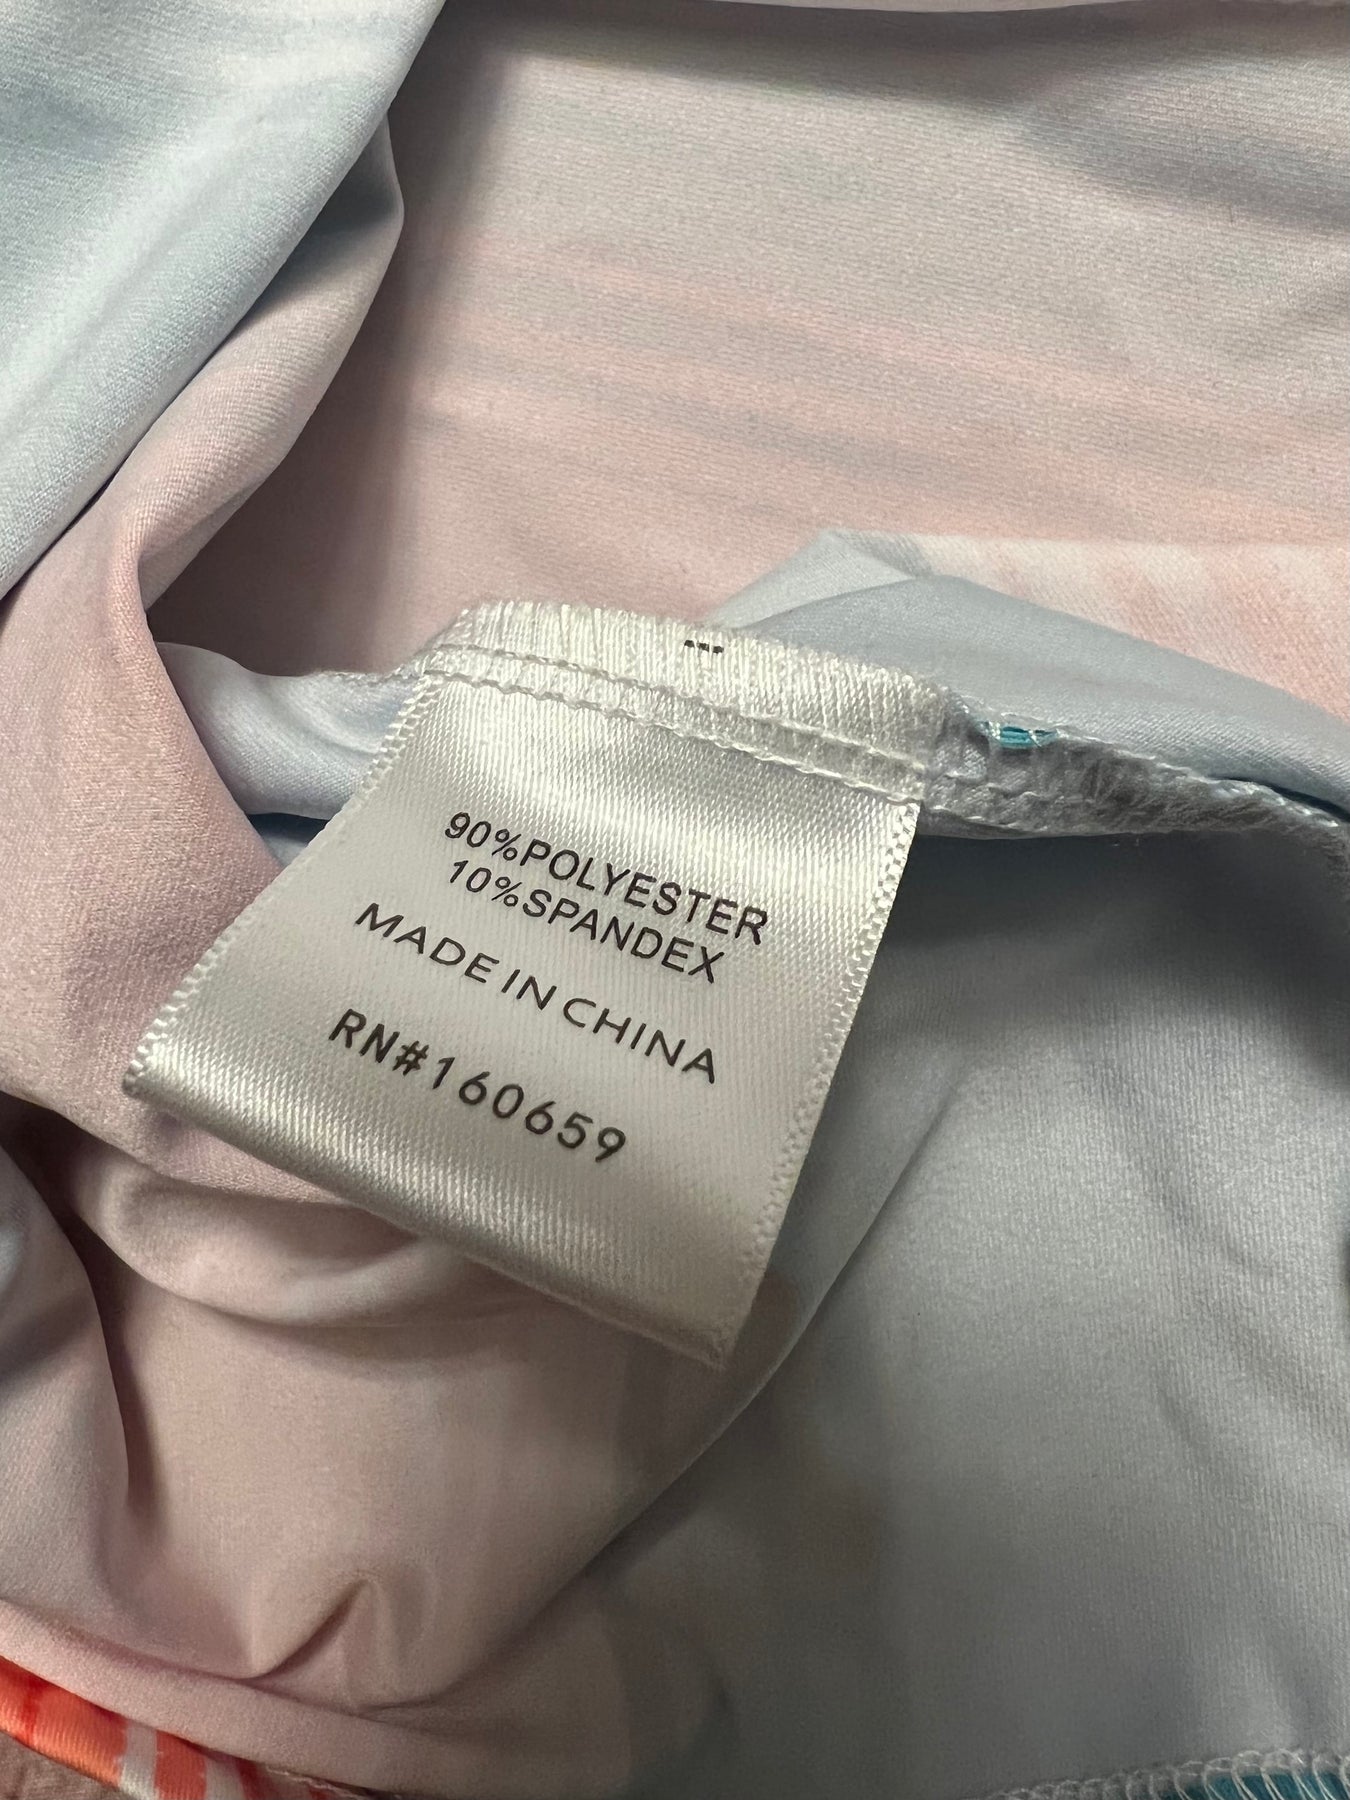 90%POLYESTER
10%SPANDEX
MADE IN CHINA
RN#160659